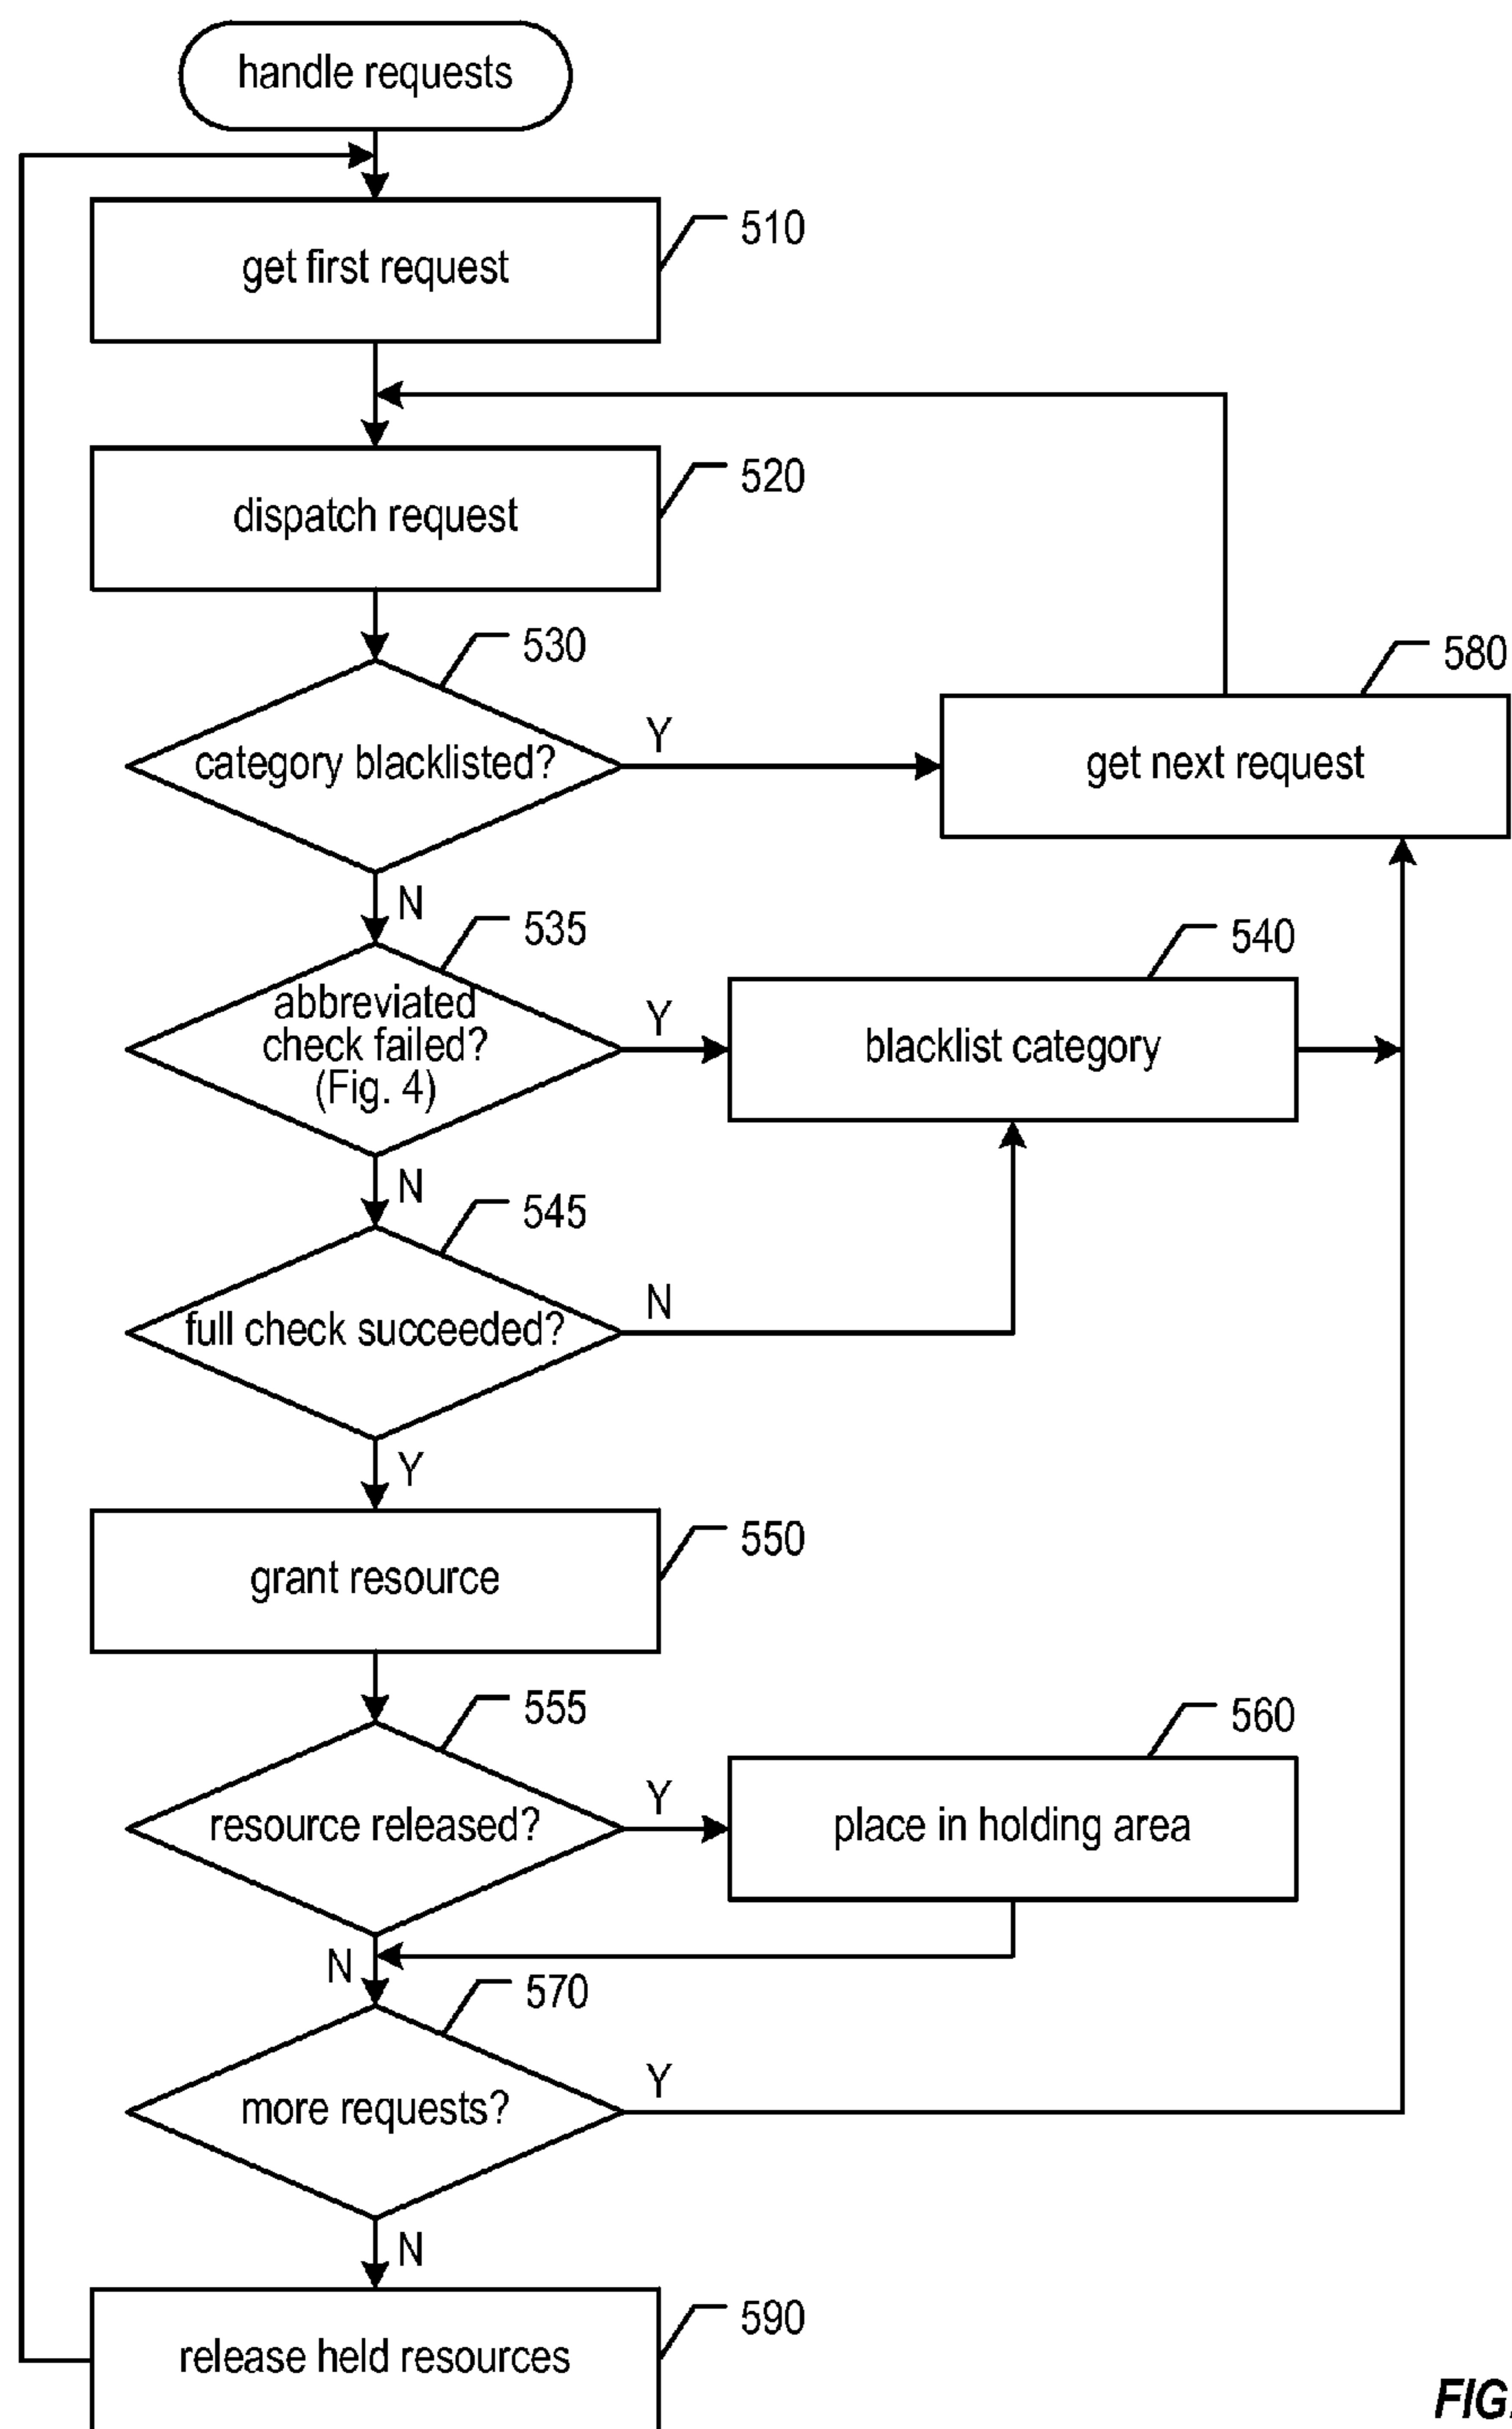 handle requests
get first request
510
dispatch request
520
530
category blacklisted?
Y
580
get next request
N
535
abbreviated
check failed?
(Fig. 4)
Y
540
blacklist category
N
545
full check succeeded?
N
Y
grant resource
550
555
resource released?
Y
560
place in holding area
N
570
more requests?
Y
N
release held resources
590
FIG.